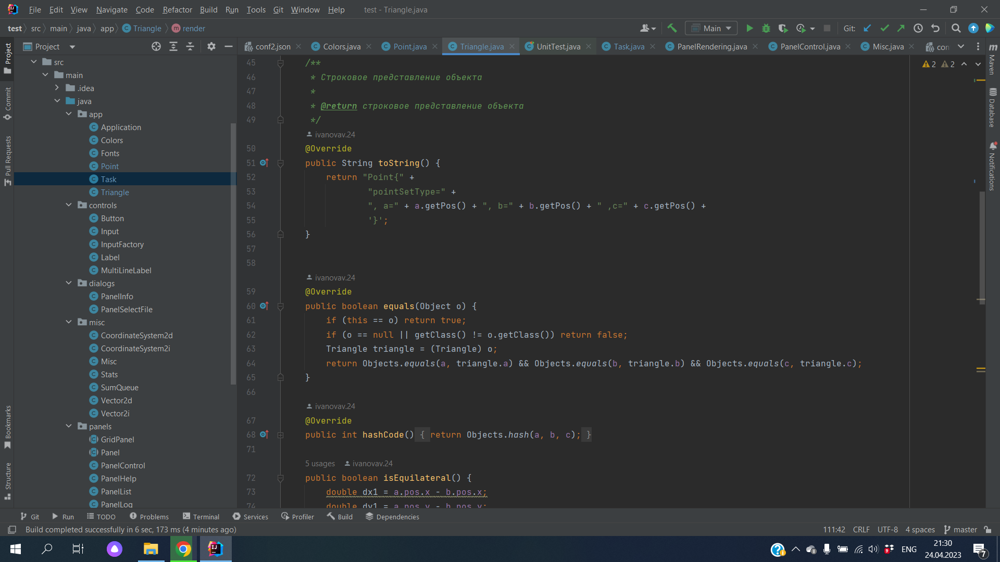 File Edit View Navigate Code Refactor Build Run Tools Git Window Help test - Triangle.java
test src main java app Triangle render Main Git:
Project
conf2.json Colors.java Point.java Triangle.java UnitTest.java Task.java PanelRendering.java PanelControl.java Misc.java con
Project
Commit
Pull Requests
Bookmarks
Structure
src
main
.idea
java
app
Application
Colors
Fonts
Point
Task
Triangle
controls
Button
Input
InputFactory
Label
MultiLineLabel
dialogs
PanelInfo
PanelSelectFile
misc
CoordinateSystem2d
CoordinateSystem2i
Misc
Stats
SumQueue
Vector2d
Vector2i
panels
GridPanel
Panel
PanelControl
PanelHelp
PanelList
PanelLog
2 2
45 /**
46 * Строковое представление объекта
47 *
48 * @return строковое представление объекта
49 */
ivanovav.24
50 @Override
51 public String toString() {
52 return "Point{" +
53 "pointSetType=" +
54 ", a=" + a.getPos() + ", b=" + b.getPos() + " ,c=" + c.getPos() +
55 '}';
56 }
57
58
ivanovav.24
59 @Override
60 public boolean equals(Object o) {
61 if (this == o) return true;
62 if (o == null || getClass() != o.getClass()) return false;
63 Triangle triangle = (Triangle) o;
64 return Objects.equals(a, triangle.a) && Objects.equals(b, triangle.b) && Objects.equals(c, triangle.c);
65 }
66
ivanovav.24
67 @Override
68 public int hashCode() { return Objects.hash(a, b, c); }
71
5 usages ivanovav.24
72 public boolean isEquilateral() {
73 double dx1 = a.pos.x - b.pos.x;
74 double dy1 = a.pos.y - b.pos.y;
Maven
Database
Notifications
Git Run TODO Problems Terminal Services Profiler Build Dependencies
Build completed successfully in 6 sec, 173 ms (4 minutes ago) 111:42 CRLF UTF-8 4 spaces master
ENG
21:30
24.04.2023
7